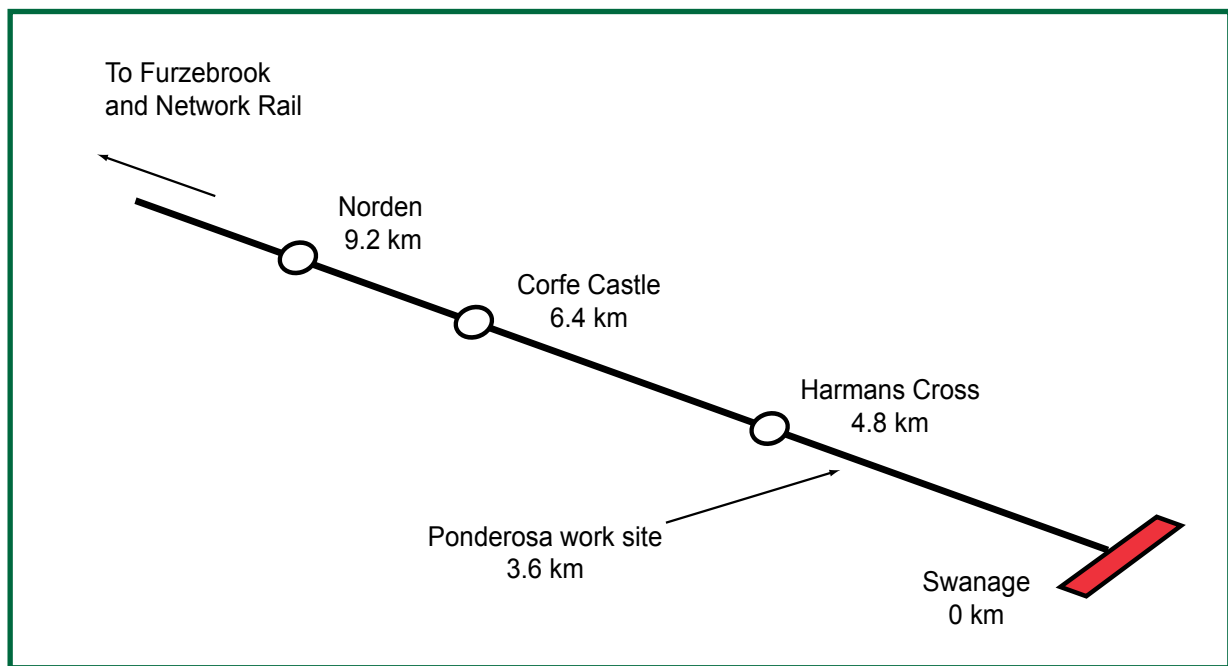 To Furzebrook
and Network Rail
Norden
9.2 km
Corfe Castle
6.4 km
Harmans Cross
4.8 km
Ponderosa work site
3.6 km
Swanage
0 km